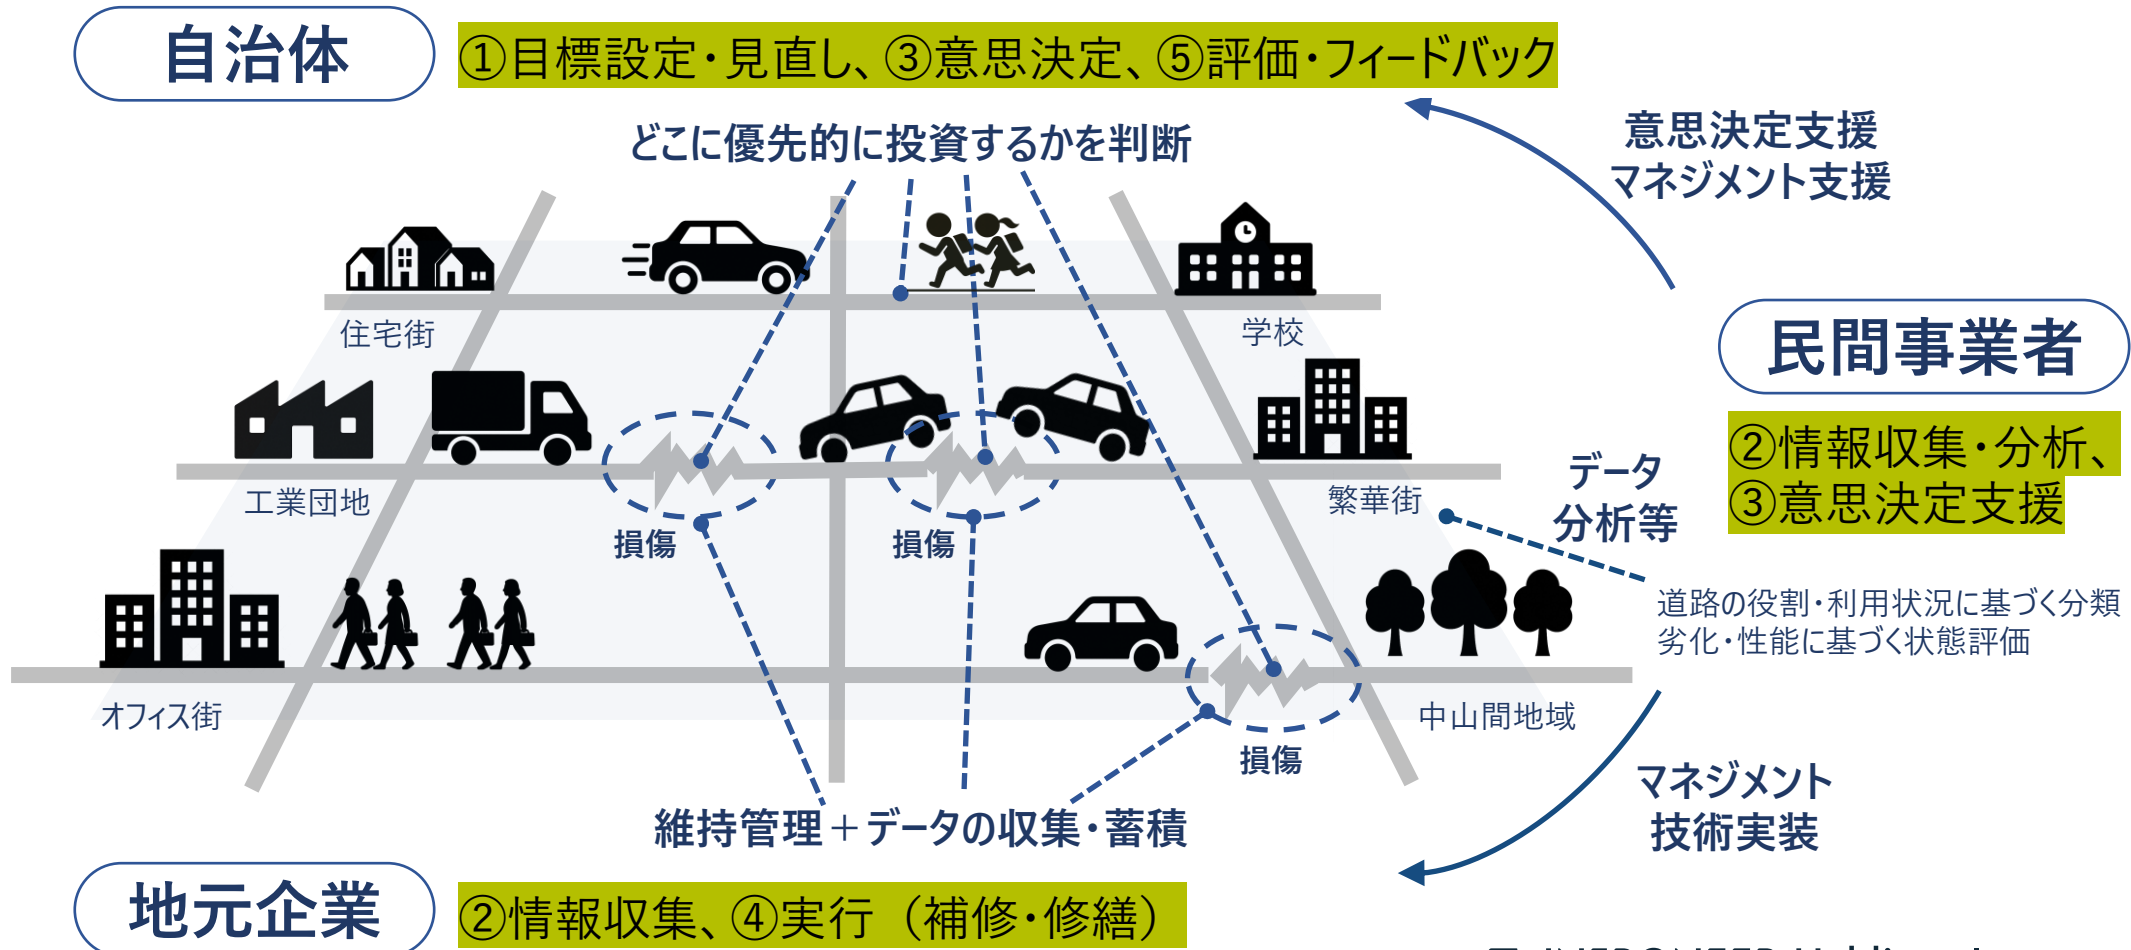 自治体
①目標設定・見直し、③意思決定、⑤評価・フィードバック
どこに優先的に投資するかを判断
意思決定支援
マネジメント支援
住宅街
学校
民間事業者
②情報収集・分析、
③意思決定支援
工業団地
繁華街
データ
分析等
損傷
損傷
道路の役割・利用状況に基づく分類
劣化・性能に基づく状態評価
オフィス街
中山間地域
損傷
マネジメント
技術実装
維持管理＋データの収集・蓄積
地元企業
②情報収集、④実行（補修・修繕）